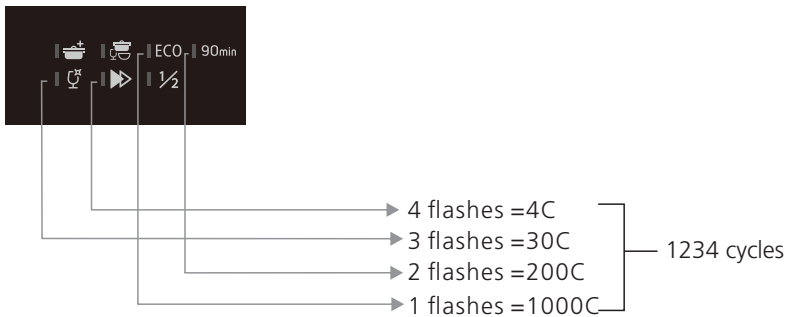 ECO 90min
1/2
4 flashes =4C
3 flashes =30C
2 flashes =200C
1 flashes =1000C
1234 cycles